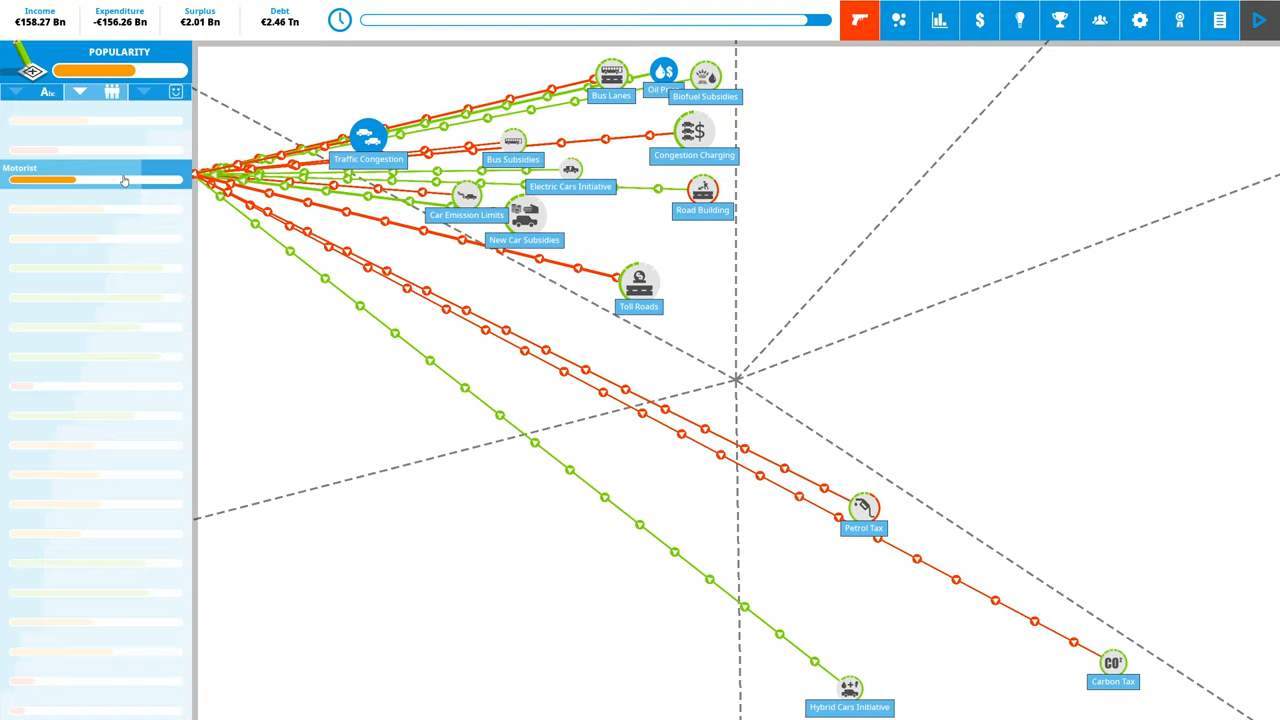 Income
€158.27 Bn
Expenditure
-€156.26 Bn
Surplus
€2.01 Bn
Debt
€2.46 Tn
$
POPULARITY
Motorist
Bus Lanes
Biofuel Subsidies
Congestion Charging
Traffic Congestion
Bus Subsidies
Electric Cars Initiative
Road Building
Car Emission Limits
New Car Subsidies
Toll Roads
Petrol Tax
CO²
Carbon Tax
Hybrid Cars Initiative